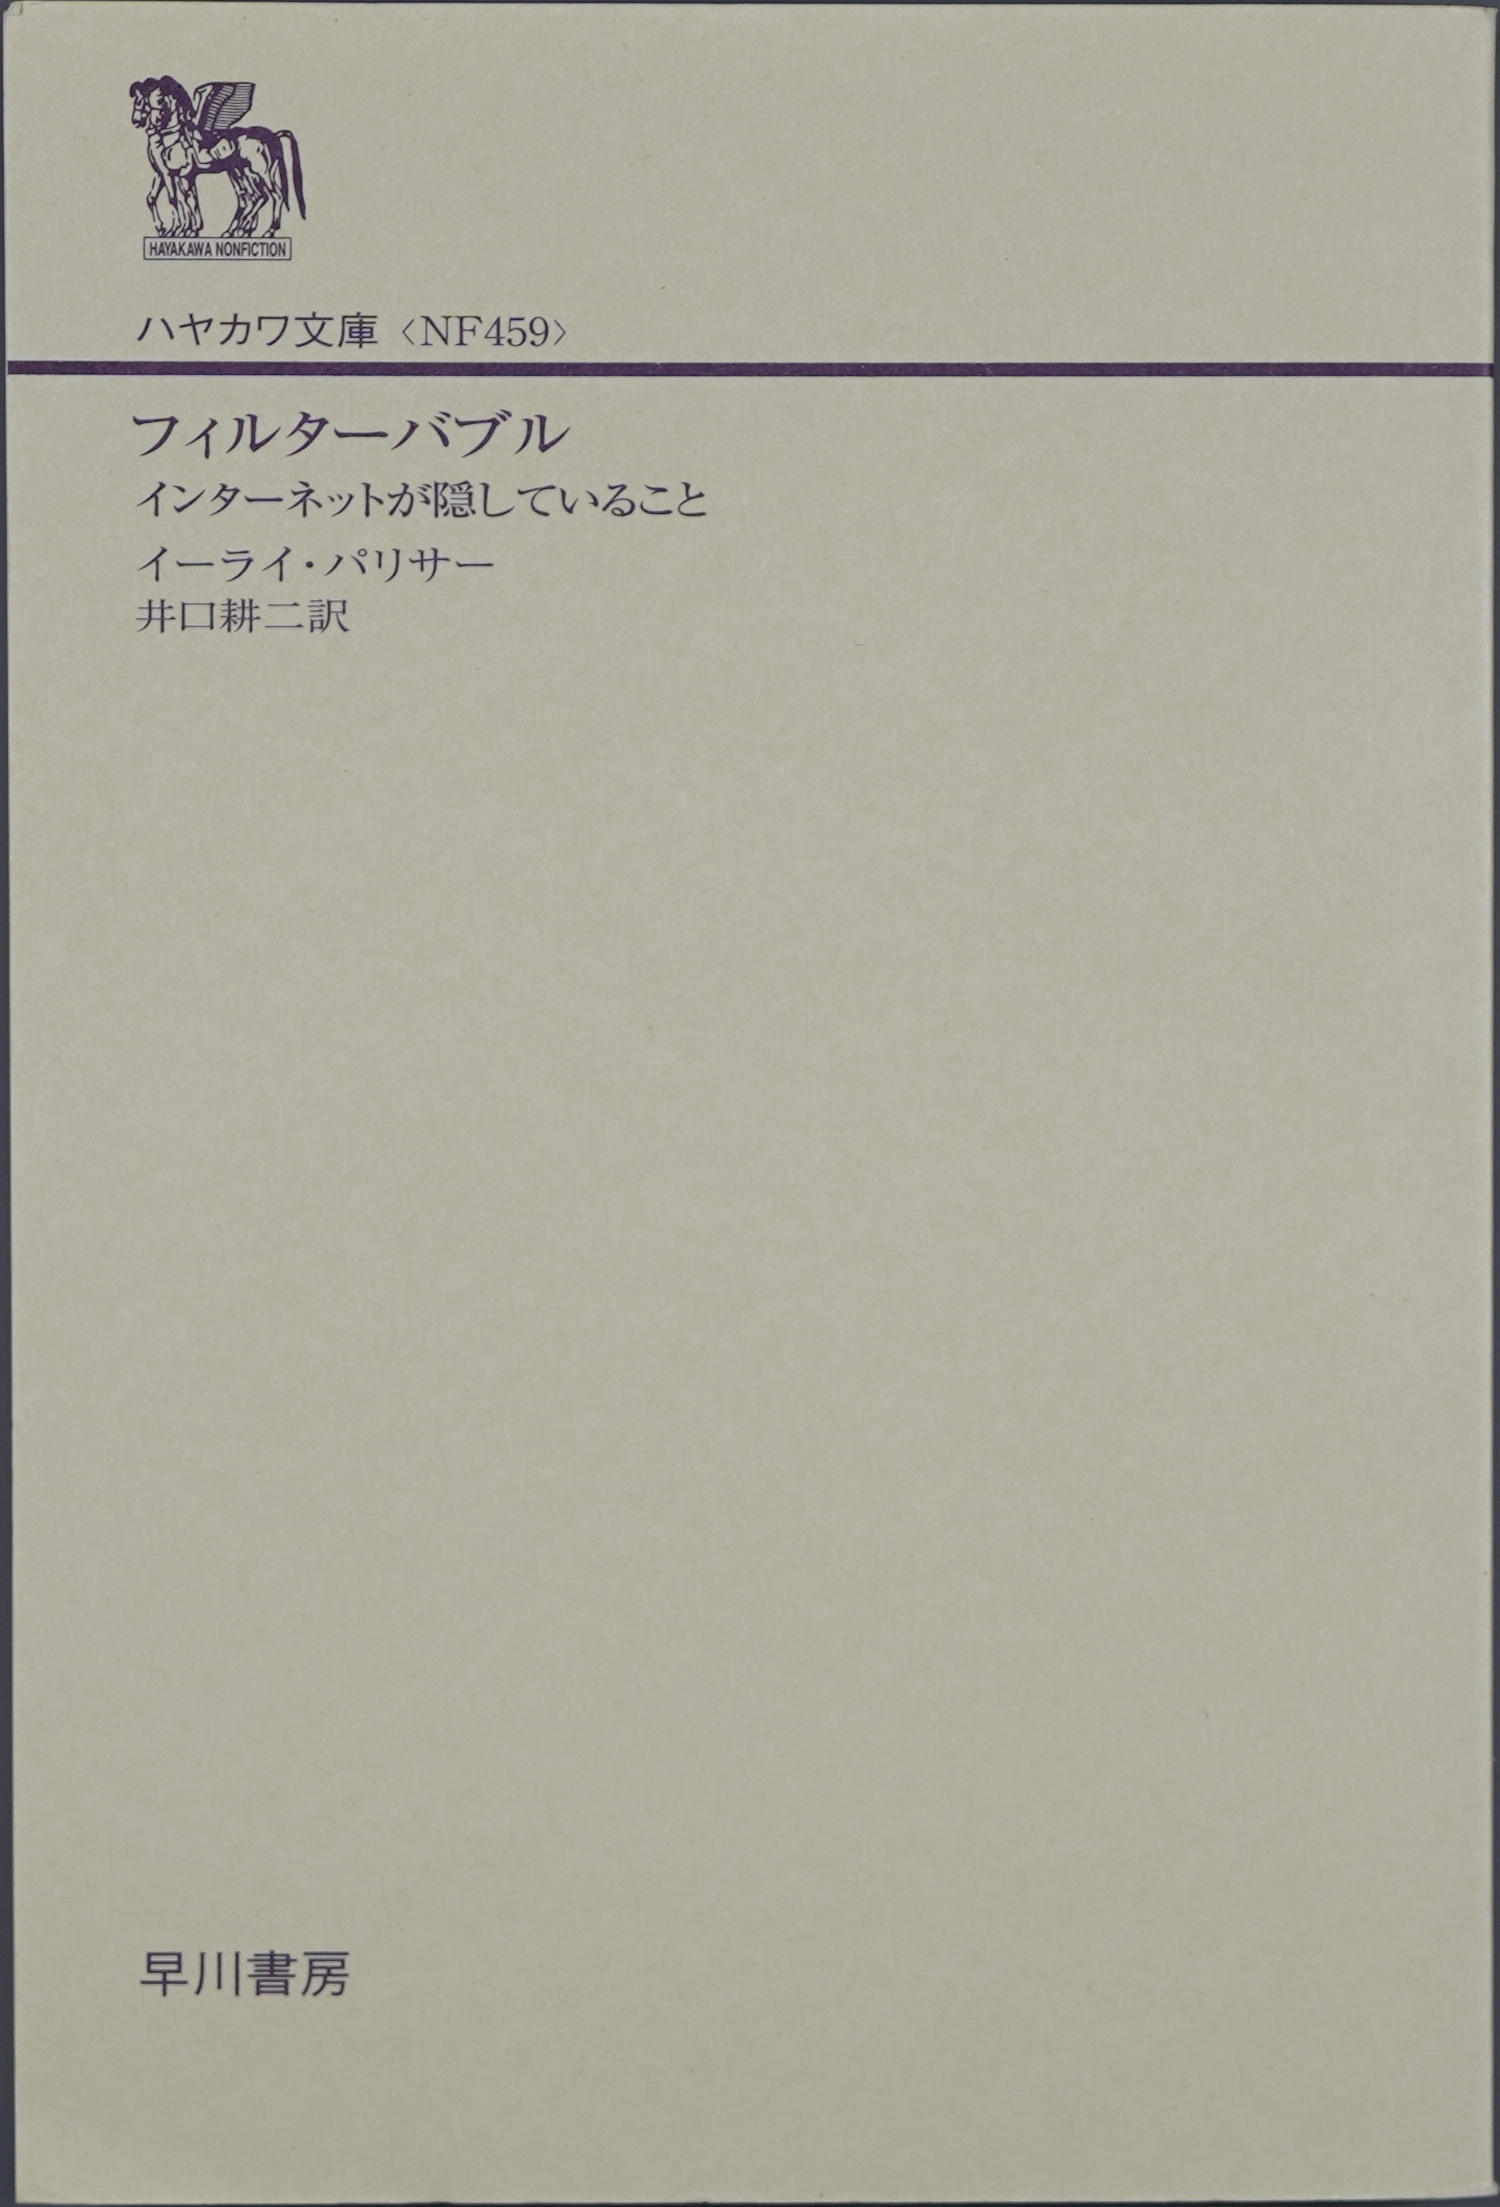 HAYAKAWA NONFICTION
ハヤカワ文庫〈NF459〉
フィルターバブル
インターネットが隠していること
イーライ・パリサー
井口耕二訳
早川書房